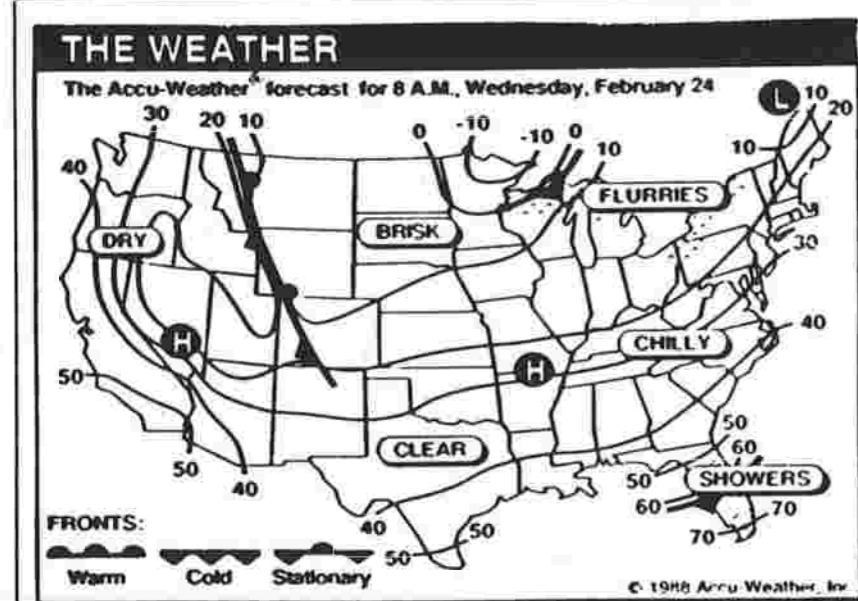 THE WEATHER
The Accu-Weather® forecast for 8 A.M., Wednesday, February 24
30
20 10
0
-10
-10
0
10
L
10
20
40
10
FLURRIES
DRY
BRISK
30
H
CHILLY
40
H
50
CLEAR
50
60
50
SHOWERS
50
40
60
70
70
40
50
50
FRONTS:
Warm Cold Stationary
© 1988 Accu-Weather, Inc